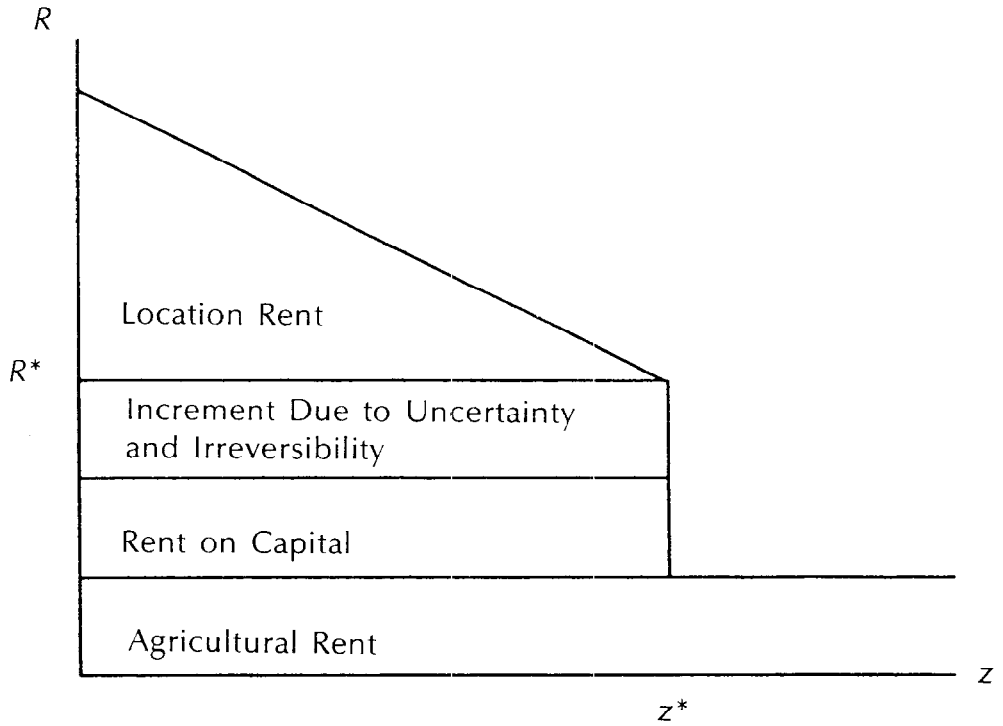 R
Location Rent
R*
Increment Due to Uncertainty
and Irreversibility
Rent on Capital
Agricultural Rent
z
z*